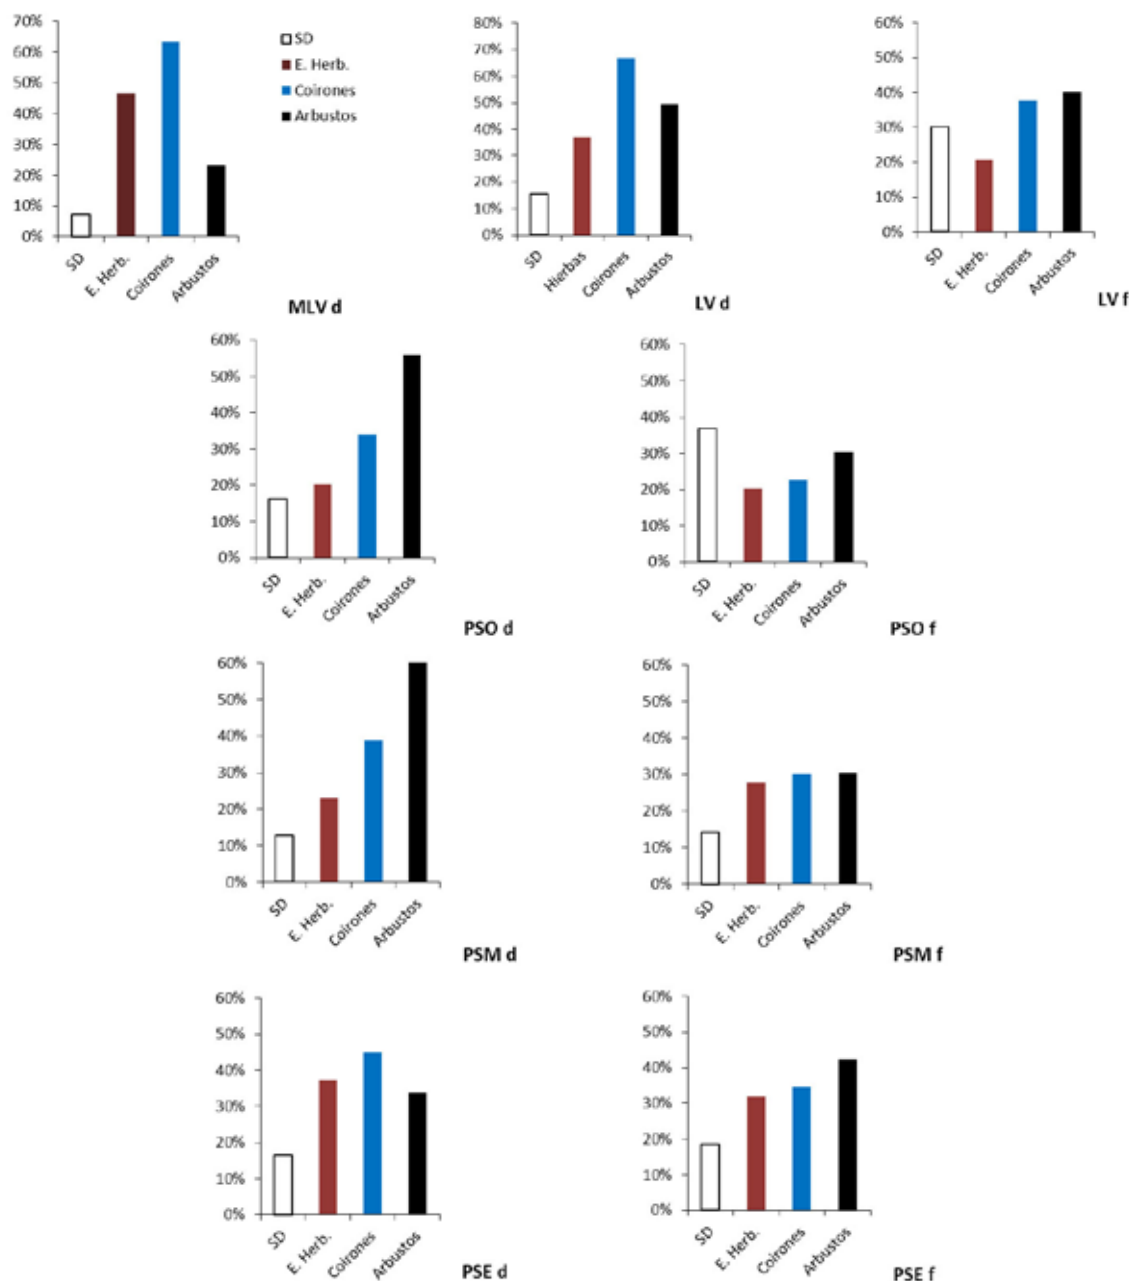 70%
60%
50%
40%
30%
20%
10%
0%
SD
E. Herb.
Coirones
Arbustos
SD
E. Herb.
Coirones
Arbustos
MLV d
80%
70%
60%
50%
40%
30%
20%
10%
0%
SD
Hierbas
Coirones
Arbustos
LV d
60%
50%
40%
30%
20%
10%
0%
SD
E. Herb.
Coirones
Arbustos
LV f
60%
50%
40%
30%
20%
10%
0%
SD
E. Herb.
Coirones
Arbustos
PSO d
60%
50%
40%
30%
20%
10%
0%
SD
E. Herb.
Coirones
Arbustos
PSO f
60%
50%
40%
30%
20%
10%
0%
SD
E. Herb.
Coirones
Arbustos
PSM d
60%
50%
40%
30%
20%
10%
0%
SD
E. Herb.
Coirones
Arbustos
PSM f
60%
50%
40%
30%
20%
10%
0%
SD
E. Herb.
Coirones
Arbustos
PSE d
60%
50%
40%
30%
20%
10%
0%
SD
E. Herb.
Coirones
Arbustos
PSE f